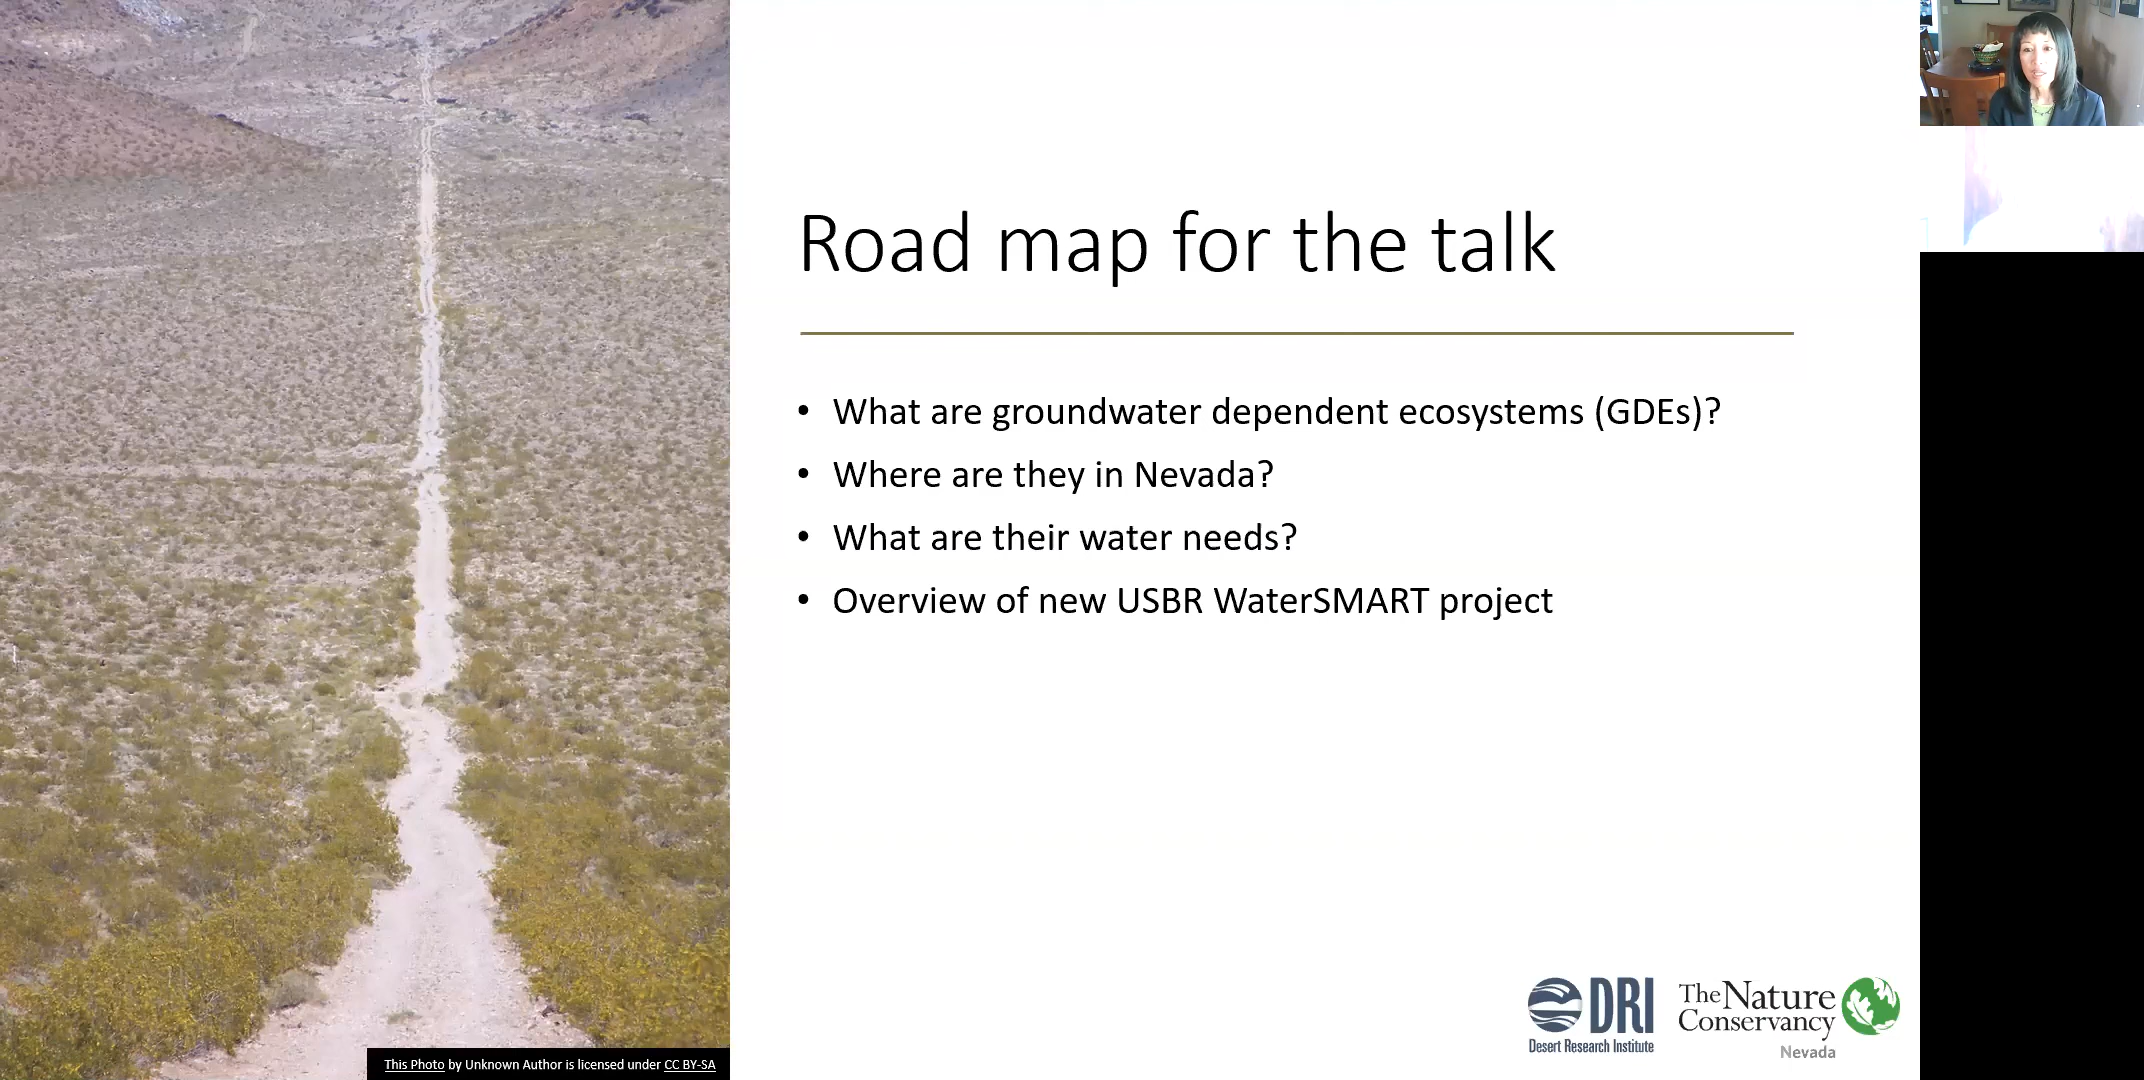 Road map for the talk
• What are groundwater dependent ecosystems (GDEs)?
• Where are they in Nevada?
• What are their water needs?
• Overview of new USBR WaterSMART project
This Photo by Unknown Author is licensed under CC BY-SA
DRI
Desert Research Institute
The Nature
Conservancy
Nevada